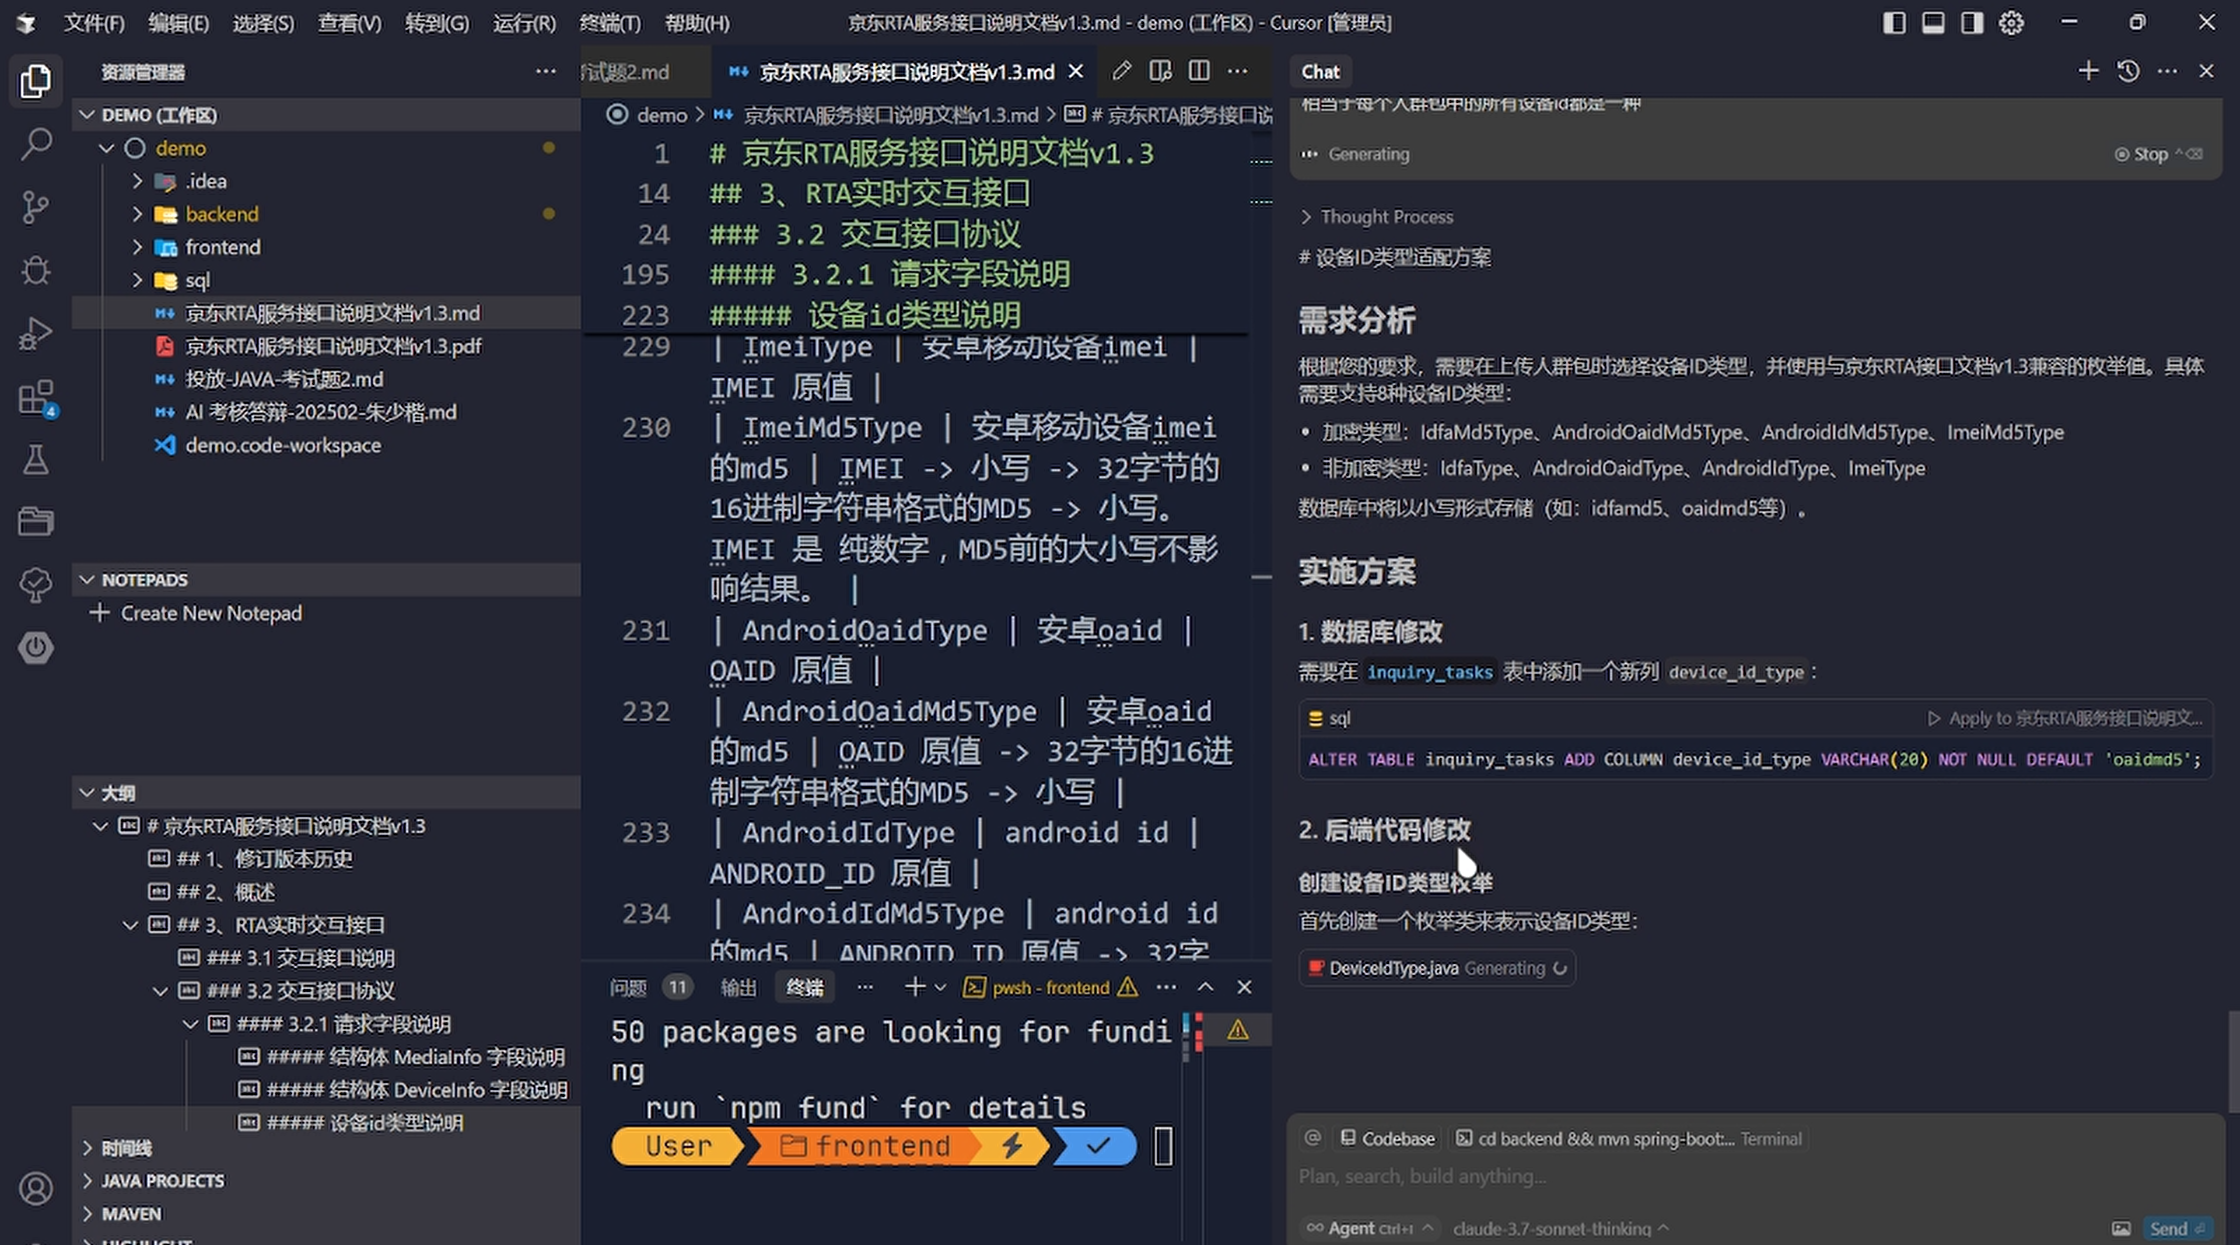 文件(F) 编辑(E) 选择(S) 查看(V) 转到(G) 运行(R) 终端(T) 帮助(H)
京东RTA服务接口说明文档v1.3.md - demo (工作区) - Cursor [管理员]
资源管理器
DEMO (工作区)
demo
.idea
backend
frontend
sql
京东RTA服务接口说明文档v1.3.md
京东RTA服务接口说明文档v1.3.pdf
投放-JAVA-考试题2.md
AI 考核答辩-202502-朱少楷.md
demo.code-workspace
4
NOTEPADS
Create New Notepad
大纲
# 京东RTA服务接口说明文档v1.3
## 1、修订版本历史
## 2、概述
## 3、RTA实时交互接口
### 3.1 交互接口说明
### 3.2 交互接口协议
#### 3.2.1 请求字段说明
##### 结构体 MediaInfo 字段说明
##### 结构体 DeviceInfo 字段说明
##### 设备id类型说明
时间线
JAVA PROJECTS
MAVEN
试题2.md
京东RTA服务接口说明文档v1.3.md
demo > 京东RTA服务接口说明文档v1.3.md > # 京东RTA服务接口说
1 # 京东RTA服务接口说明文档v1.3
14 ## 3、RTA实时交互接口
24 ### 3.2 交互接口协议
195 #### 3.2.1 请求字段说明
223 ##### 设备id类型说明
229 | ImeiType | 安卓移动设备imei |
IMEI 原值 |
230 | ImeiMd5Type | 安卓移动设备imei
的md5 | IMEI -> 小写 -> 32字节的
16进制字符串格式的MD5 -> 小写。
IMEI 是 纯数字，MD5前的大小写不影
响结果。 |
231 | AndroidOaidType | 安卓oaid |
OAID 原值 |
232 | AndroidOaidMd5Type | 安卓oaid
的md5 | OAID 原值 -> 32字节的16进
制字符串格式的MD5 -> 小写 |
233 | AndroidIdType | android id |
ANDROID_ID 原值 |
234 | AndroidIdMd5Type | android id
的md5 | ANDROID_ID 原值 -> 32字
问题 11 输出 终端 pwsh - frontend
50 packages are looking for fundi
ng
run `npm fund` for details
User frontend
Chat
相当于每个人群包中的所有设备id都是一种
Generating
Stop
Thought Process
# 设备ID类型适配方案
需求分析
根据您的要求，需要在上传人群包时选择设备ID类型，并使用与京东RTA接口文档v1.3兼容的枚举值。具体
需要支持8种设备ID类型：
• 加密类型：IdfaMd5Type、AndroidOaidMd5Type、AndroidIdMd5Type、ImeiMd5Type
• 非加密类型：IdfaType、AndroidOaidType、AndroidIdType、ImeiType
数据库中将以小写形式存储（如：idfamd5、oaidmd5等）。
实施方案
1. 数据库修改
需要在 inquiry_tasks 表中添加一个新列 device_id_type：
sql
Apply to 京东RTA服务接口说明文...
ALTER TABLE inquiry_tasks ADD COLUMN device_id_type VARCHAR(20) NOT NULL DEFAULT 'oaidmd5';
2. 后端代码修改
创建设备ID类型枚举
首先创建一个枚举类来表示设备ID类型：
DeviceIdType.java Generating
@ Codebase cd backend && mvn spring-boot:... Terminal
Plan, search, build anything...
Agent Ctrl+I claude-3.7-sonnet-thinking
Send